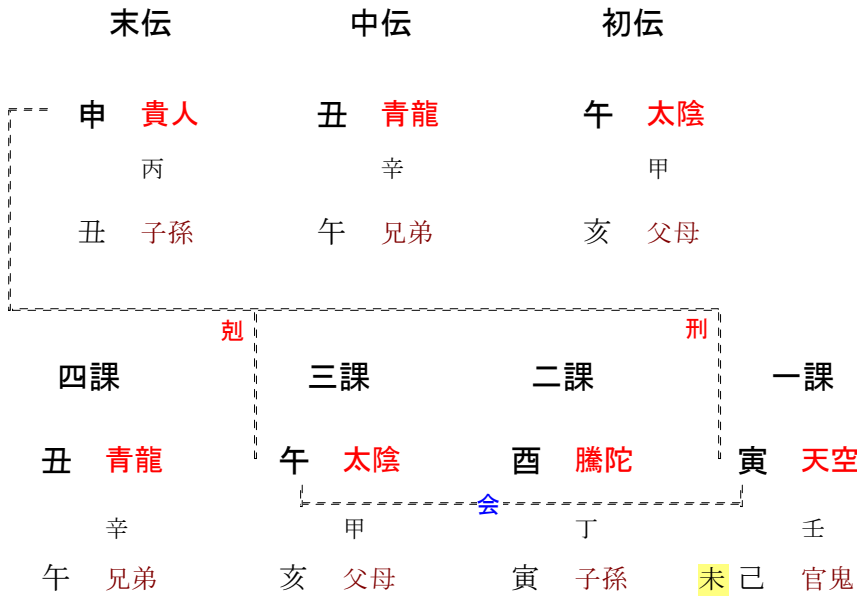 末伝 中伝 初伝
申 貴人 丑 青龍 午 太陰
丙 辛 甲
丑 子孫 午 兄弟 亥 父母
剋 刑
四課 三課 二課 一課
丑 青龍 午 太陰 酉 騰陀 寅 天空
会
辛 甲 丁 壬
午 兄弟 亥 父母 寅 子孫 未 己 官鬼